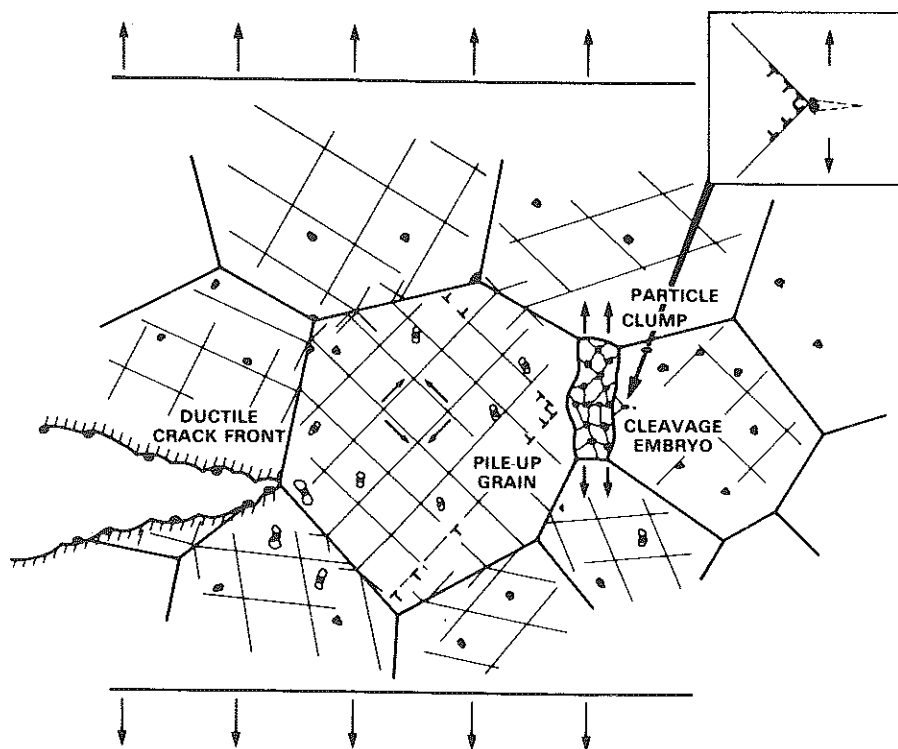 PARTICLE
CLUMP
DUCTILE
CRACK FRONT
CLEAVAGE
EMBRYO
PILE-UP
GRAIN